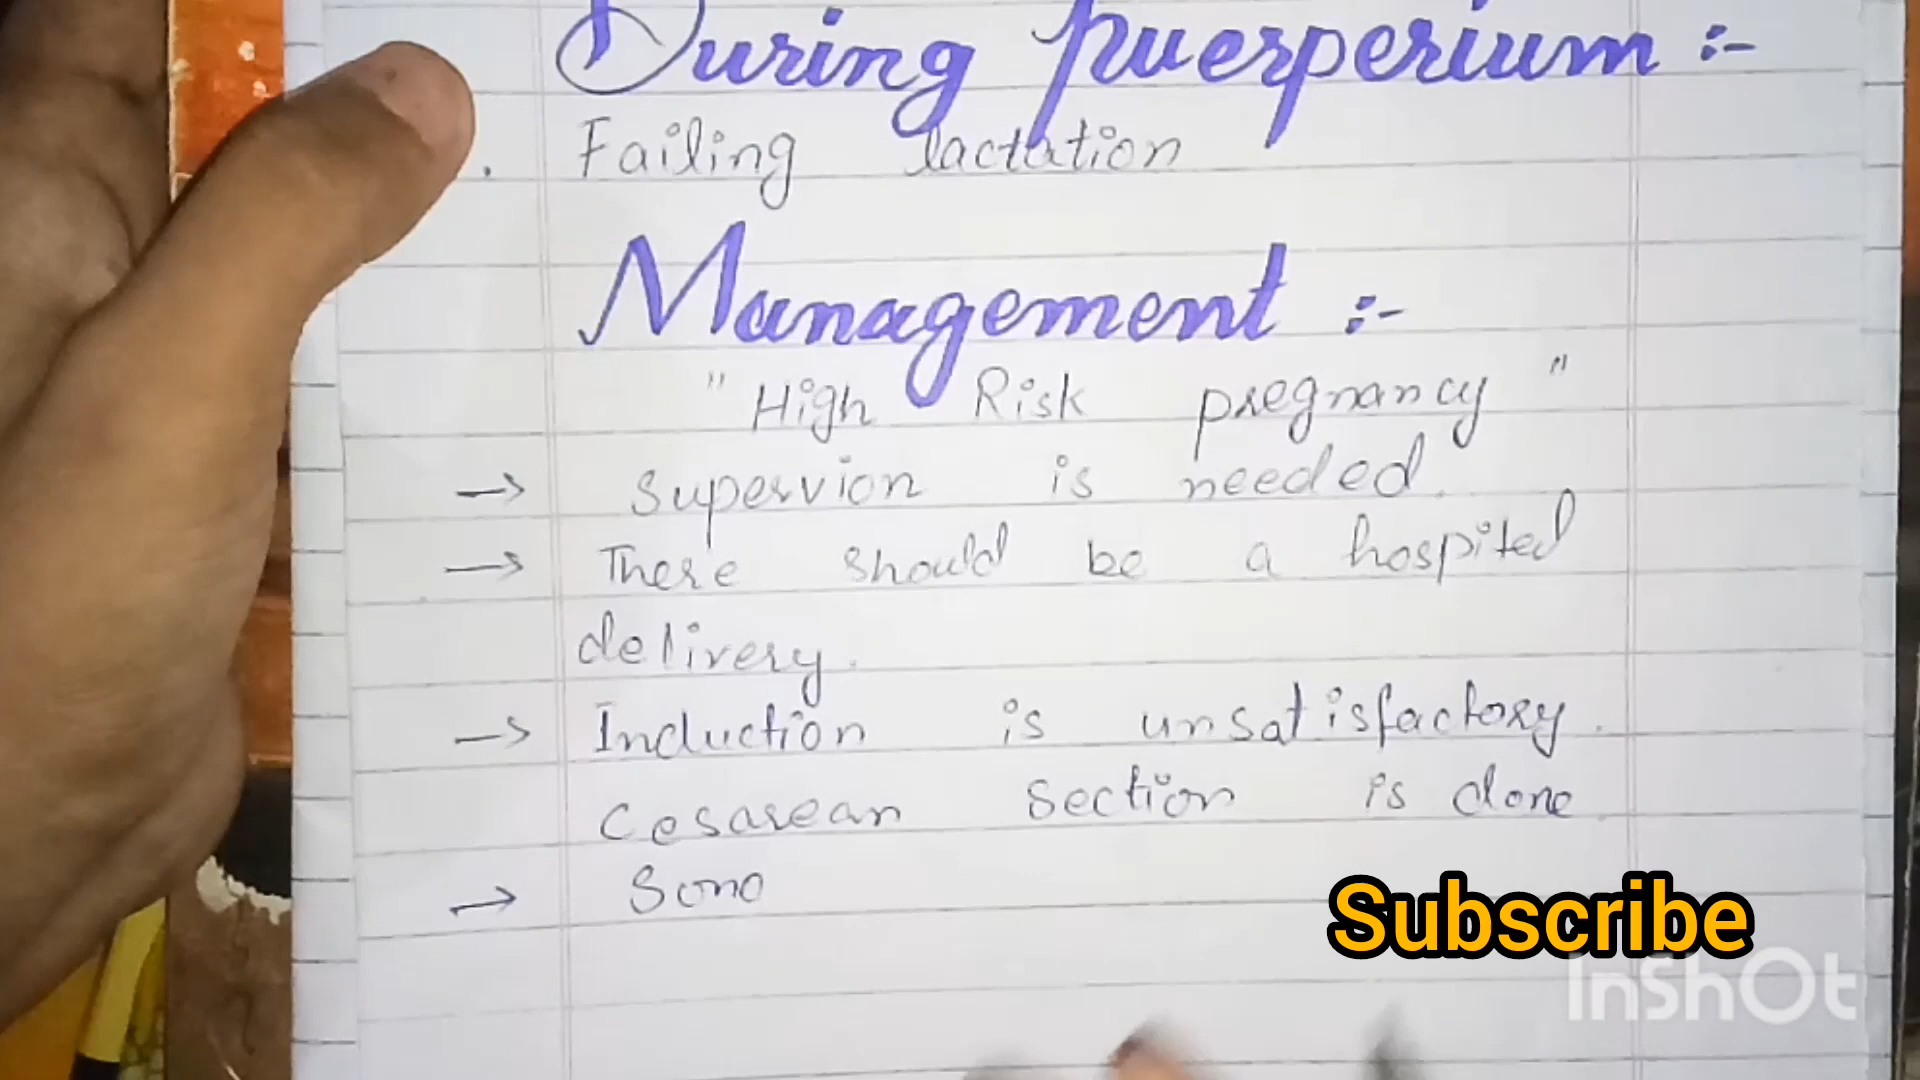 During puerperium :-
. Failing lactation
Management :-
"High Risk pregnancy"
→ supervion is needed.
→ There should be a hospital
delivery.
→ Induction is unsatisfactory.
cesarean section is done
→ Sono
Subscribe
InShOt